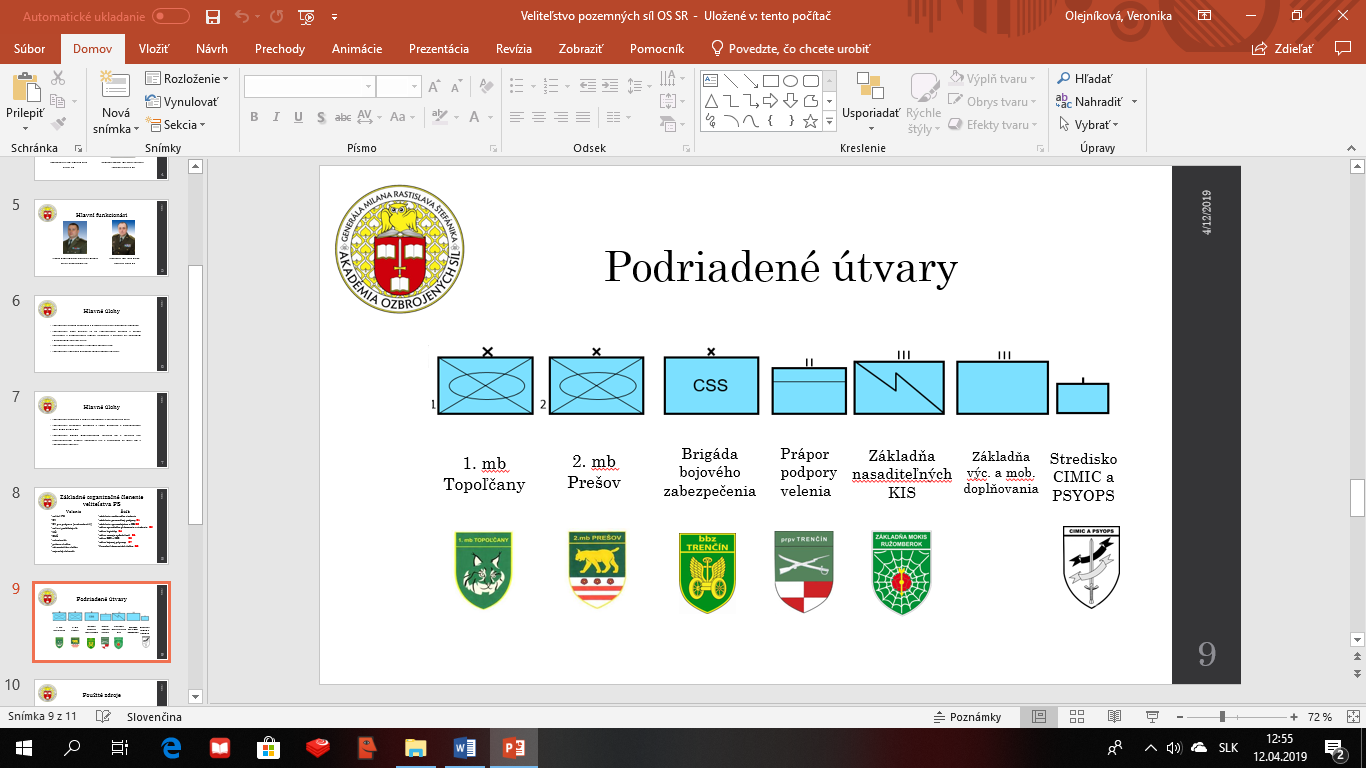 Automatické ukladanie
Veliteľstvo pozemných síl OS SR - Uložené v: tento počítač
Olejníková, Veronika
Súbor Domov Vložiť Návrh Prechody Animácie Prezentácia Revízia Zobraziť Pomocník Povedzte, čo chcete urobiť Zdieľať
Prilepiť
Schránka
Nová snímka
Rozloženie
Vynulovať
Sekcia
Snímky
B I U S abc AV Aa A
Písmo
Odsek
Usporiadať
Rýchle štýly
Výplň tvaru
Obrys tvaru
Efekty tvaru
Kreslenie
Hľadať
Nahradiť
Vybrať
Úpravy
5
Hlavní funkcionári
6
Hlavné úlohy
7
Hlavné úlohy
8
Základné organizačné členenie
veliteľstva PS
9
Podriadené útvary
10
Použité zdroje
GENERÁLA MILANA RASTISLAVA ŠTEFÁNIKA
AKADÉMIA OZBROJENÝCH SÍL
Podriadené útvary
4/12/2019
1
2
CSS
1. mb
Topoľčany
2. mb
Prešov
Brigáda
bojového
zabezpečenia
Prápor
podpory
velenia
Základňa
nasaditeľných
KIS
Základňa
výc. a mob.
doplňovania
Stredisko
CIMIC a
PSYOPS
1. mb TOPOĽČANY
2.mb PREŠOV
bbz
TRENČÍN
prpv TRENČÍN
ZÁKLADŇA MOKIS
RUŽOMBEROK
CIMIC A PSYOPS
9
Snímka 9 z 11
Slovenčina
Poznámky
72 %
SLK
12:55
12.04.2019
2